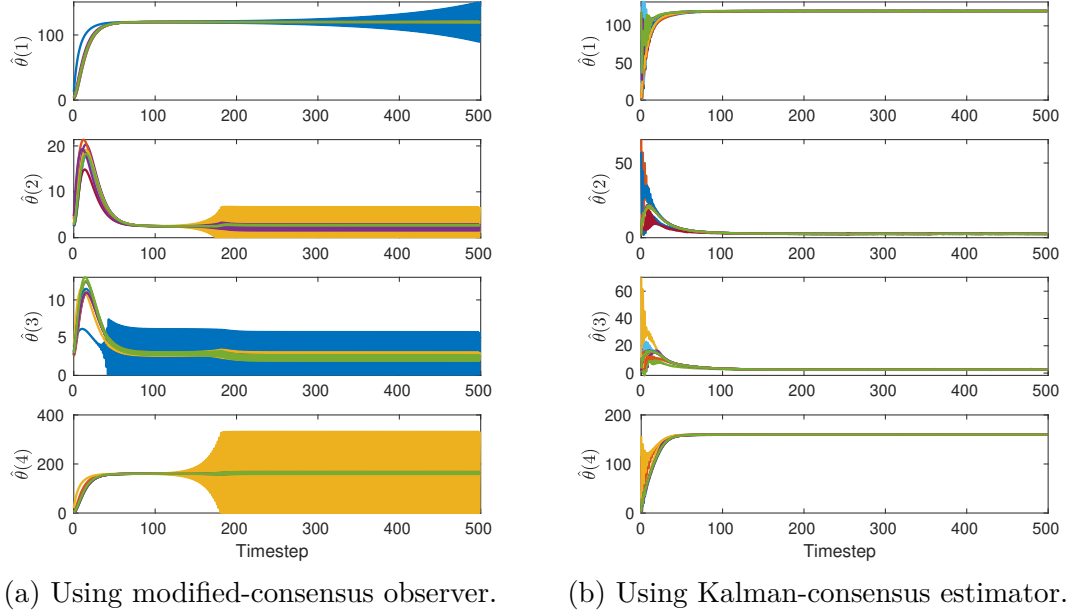 100
0
θ̂(1)
0 100 200 300 400 500
20
10
0
θ̂(2)
0 100 200 300 400 500
10
5
0
θ̂(3)
0 100 200 300 400 500
400
200
0
θ̂(4)
0 100 200 300 400 500
Timestep
(a) Using modified-consensus observer.
100
50
0
θ̂(1)
0 100 200 300 400 500
50
0
θ̂(2)
0 100 200 300 400 500
60
40
20
0
θ̂(3)
0 100 200 300 400 500
200
100
0
θ̂(4)
0 100 200 300 400 500
Timestep
(b) Using Kalman-consensus estimator.